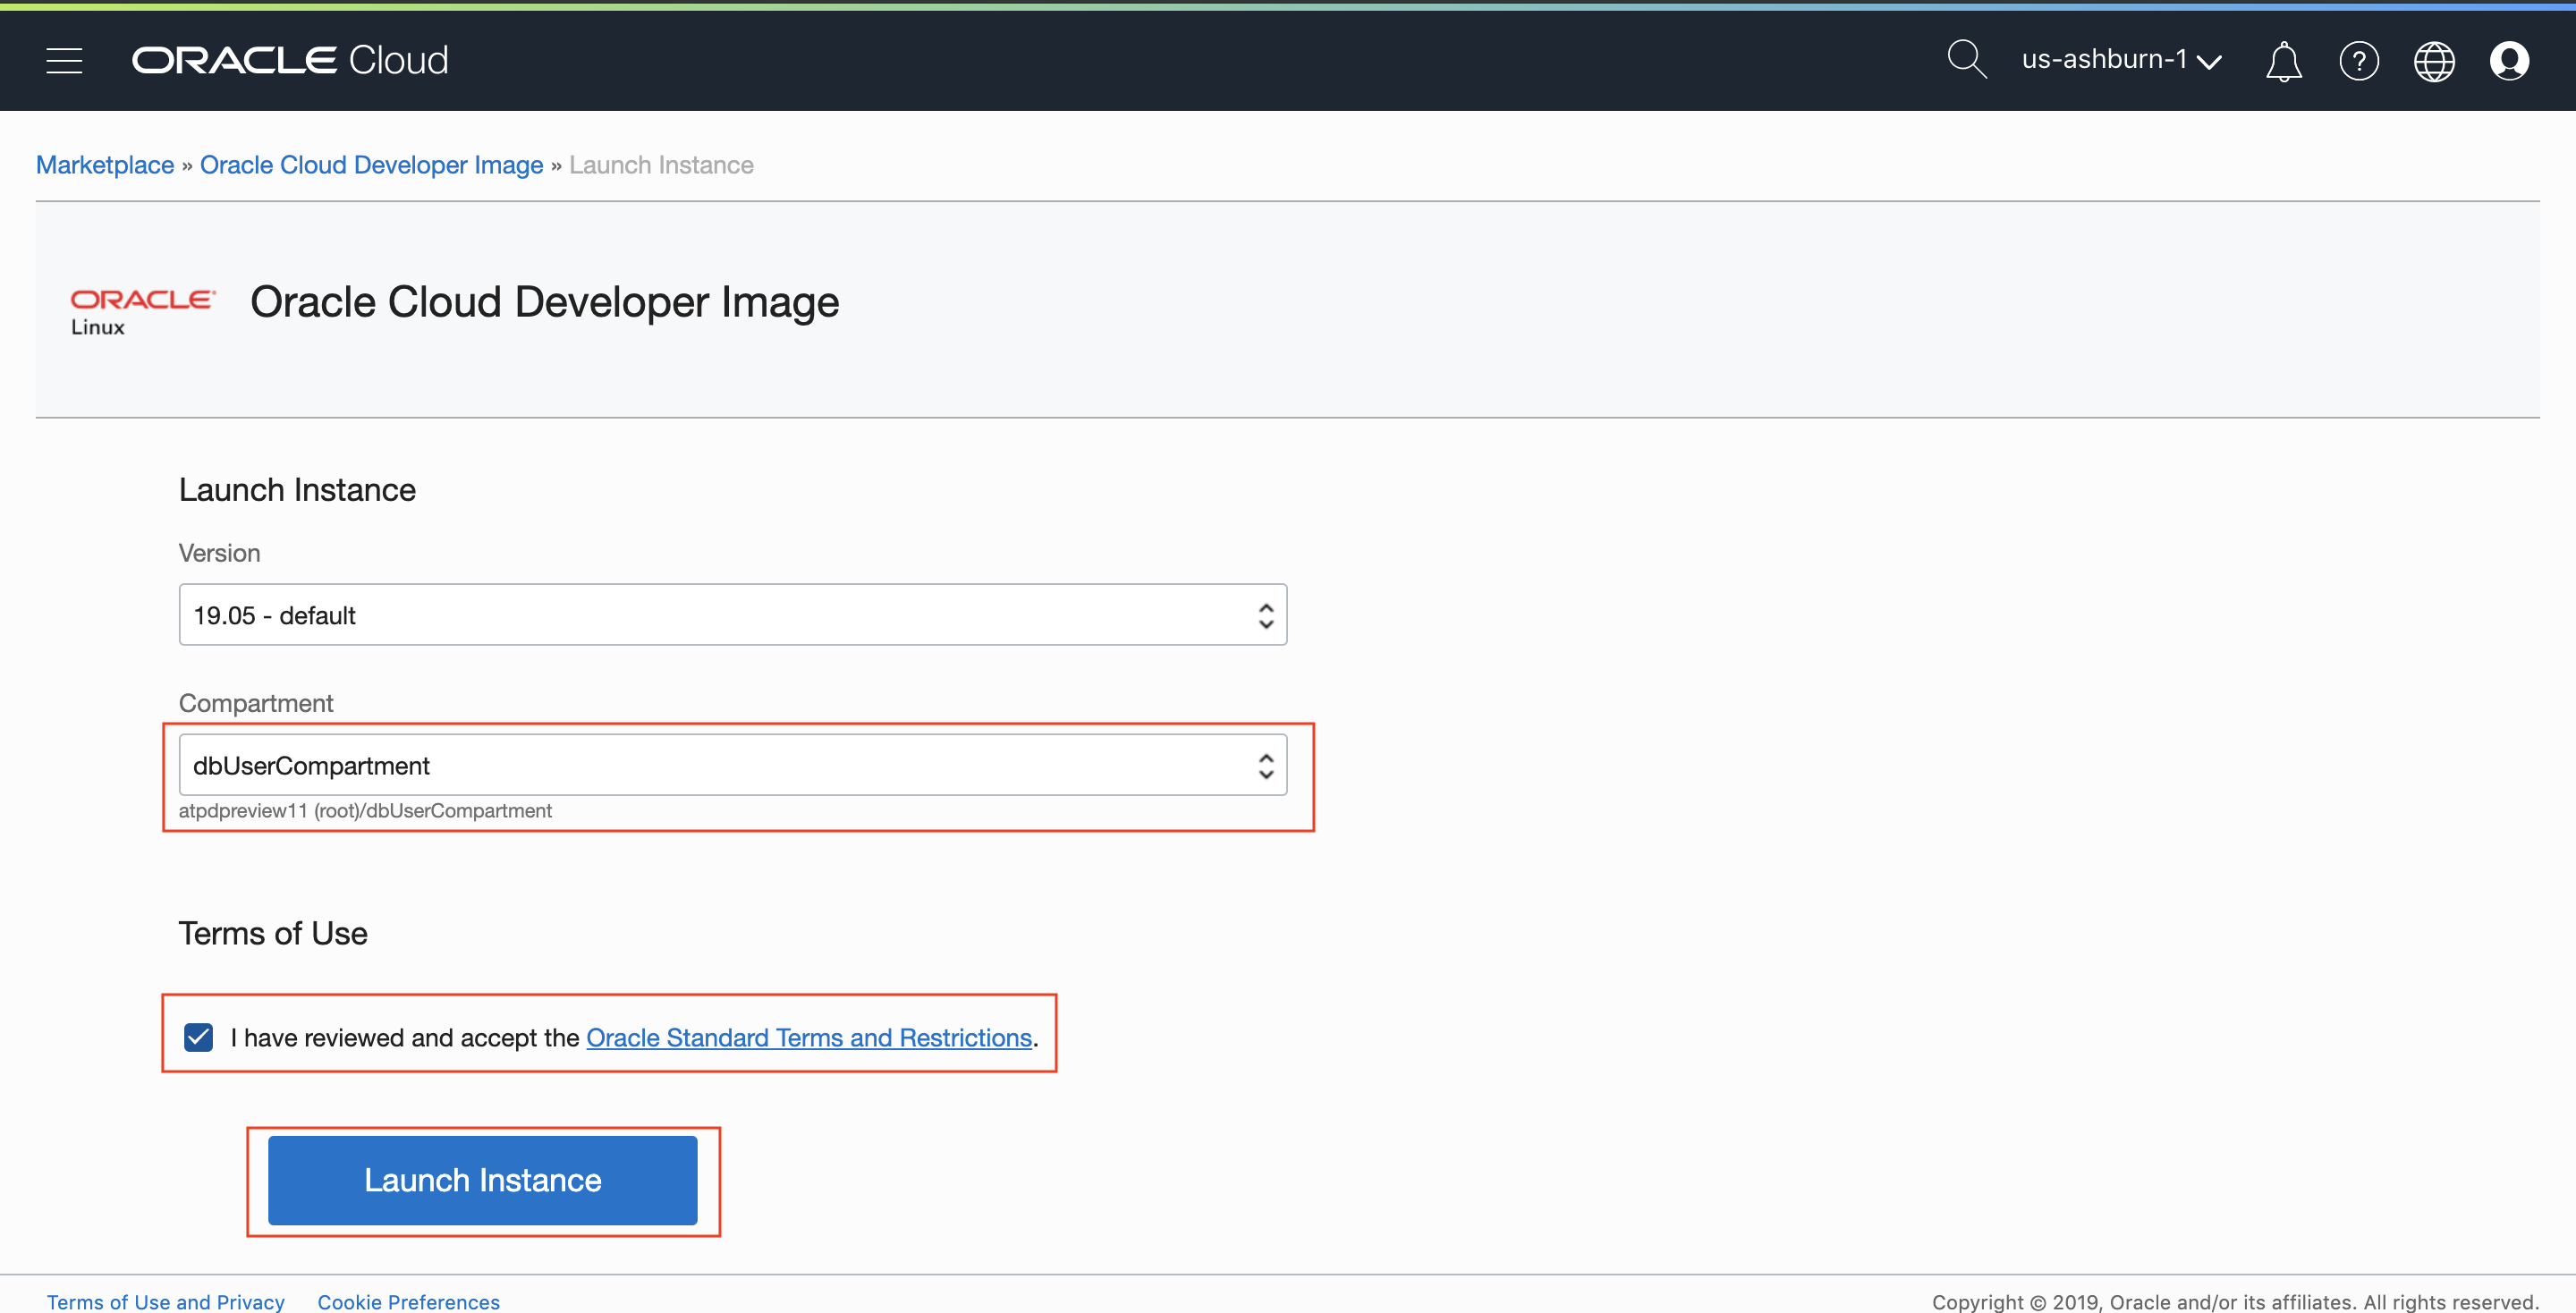 ORACLE Cloud
us-ashburn-1
Marketplace » Oracle Cloud Developer Image » Launch Instance
ORACLE®
Linux
Oracle Cloud Developer Image
Launch Instance
Version
19.05 - default
Compartment
dbUserCompartment
atpdpreview11 (root)/dbUserCompartment
Terms of Use
I have reviewed and accept the Oracle Standard Terms and Restrictions.
Launch Instance
Terms of Use and Privacy Cookie Preferences
Copyright © 2019, Oracle and/or its affiliates. All rights reserved.